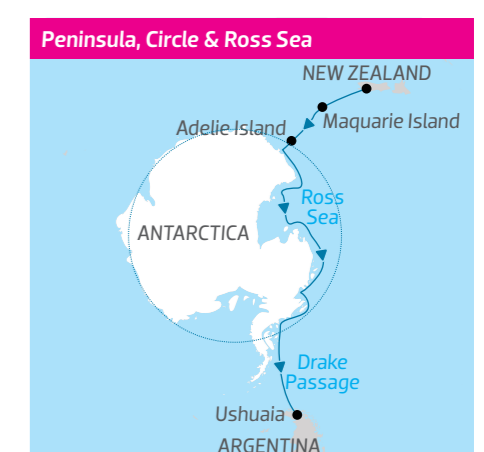 Peninsula, Circle & Ross Sea
NEW ZEALAND
Maquarie Island
Adelie Island
Ross
Sea
ANTARCTICA
Drake
Passage
Ushuaia
ARGENTINA